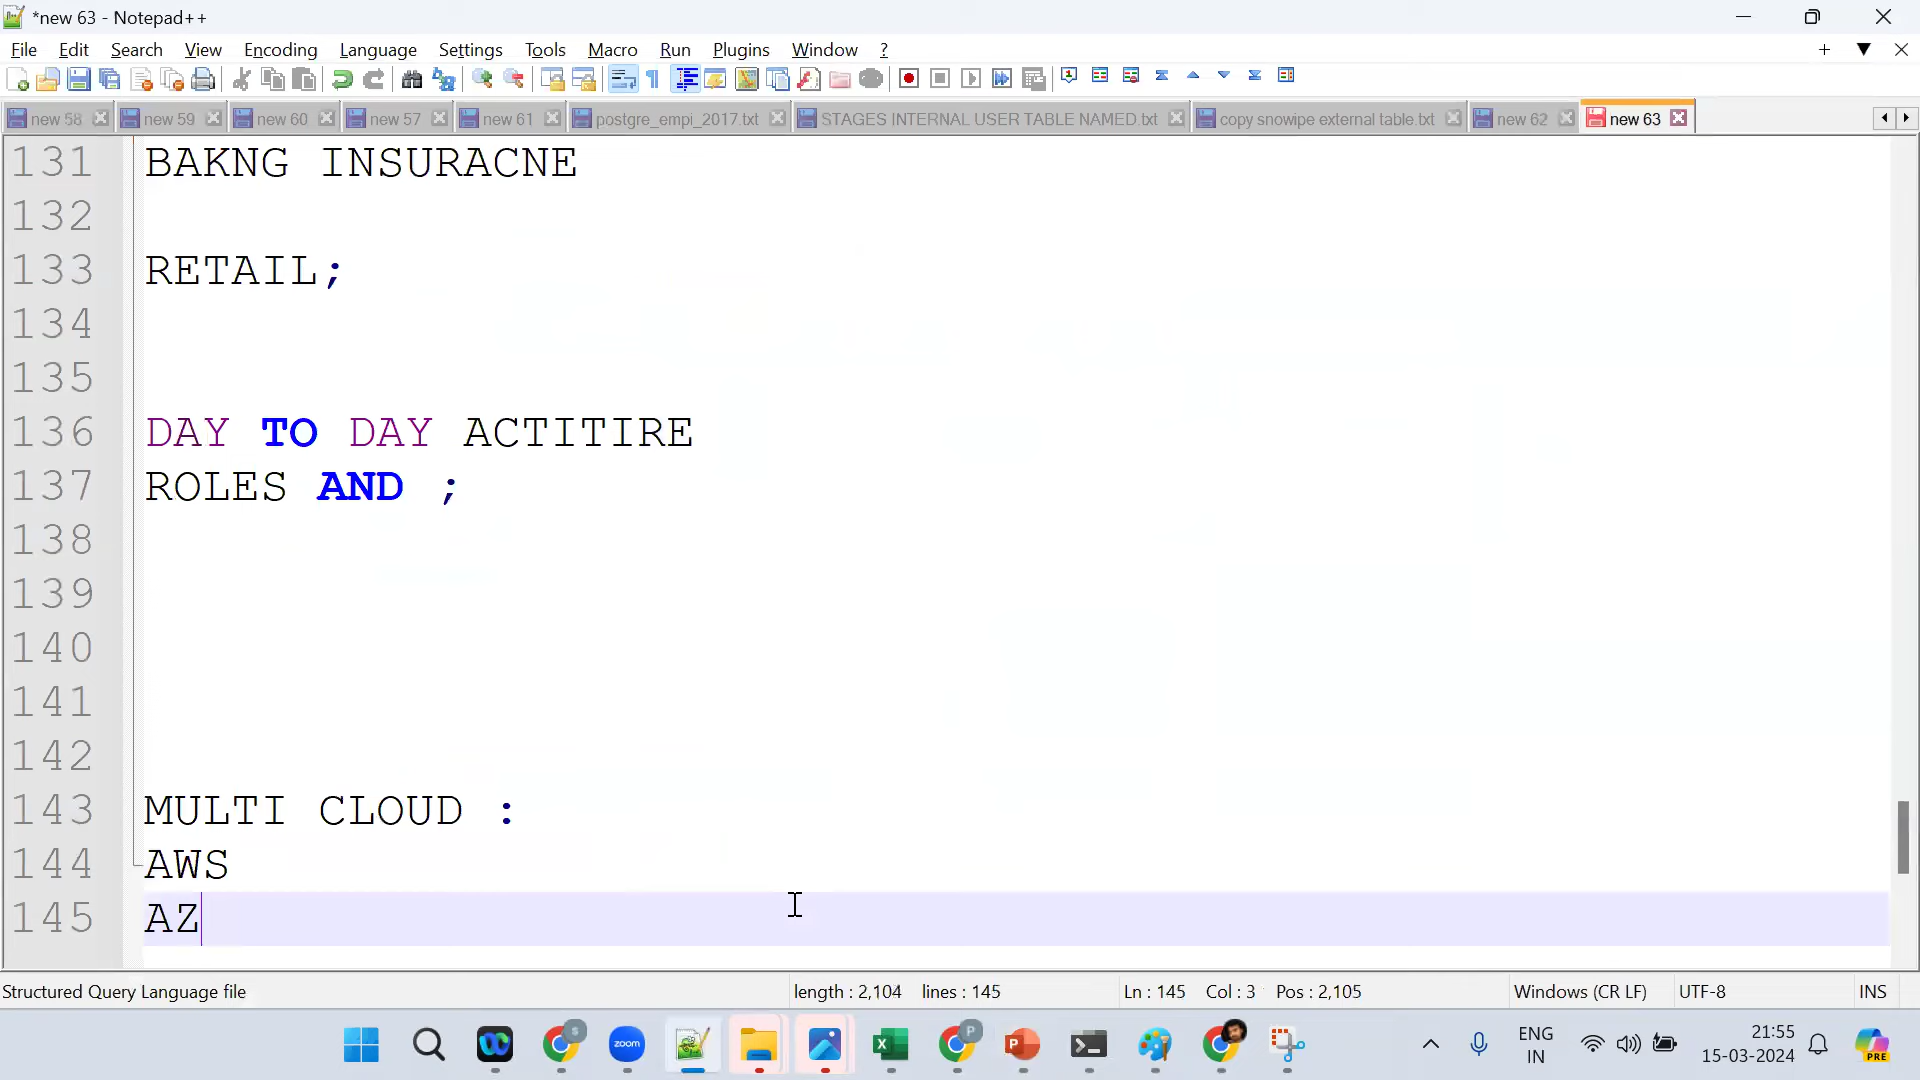 *new 63 - Notepad++
File Edit Search View Encoding Language Settings Tools Macro Run Plugins Window ?
new 58 new 59 new 60 new 57 new 61 postgre_empi_2017.txt STAGES INTERNAL USER TABLE NAMED.txt copy snowipe external table.txt new 62 new 63
131 BAKNG INSURACNE
132
133 RETAIL;
134
135
136 DAY TO DAY ACTITIRE
137 ROLES AND ;
138
139
140
141
142
143 MULTI CLOUD :
144 AWS
145 AZ
Structured Query Language file length : 2,104 lines : 145 Ln : 145 Col : 3 Pos : 2,105 Windows (CR LF) UTF-8 INS
S zoom X P P PRE
ENG 21:55
IN 15-03-2024